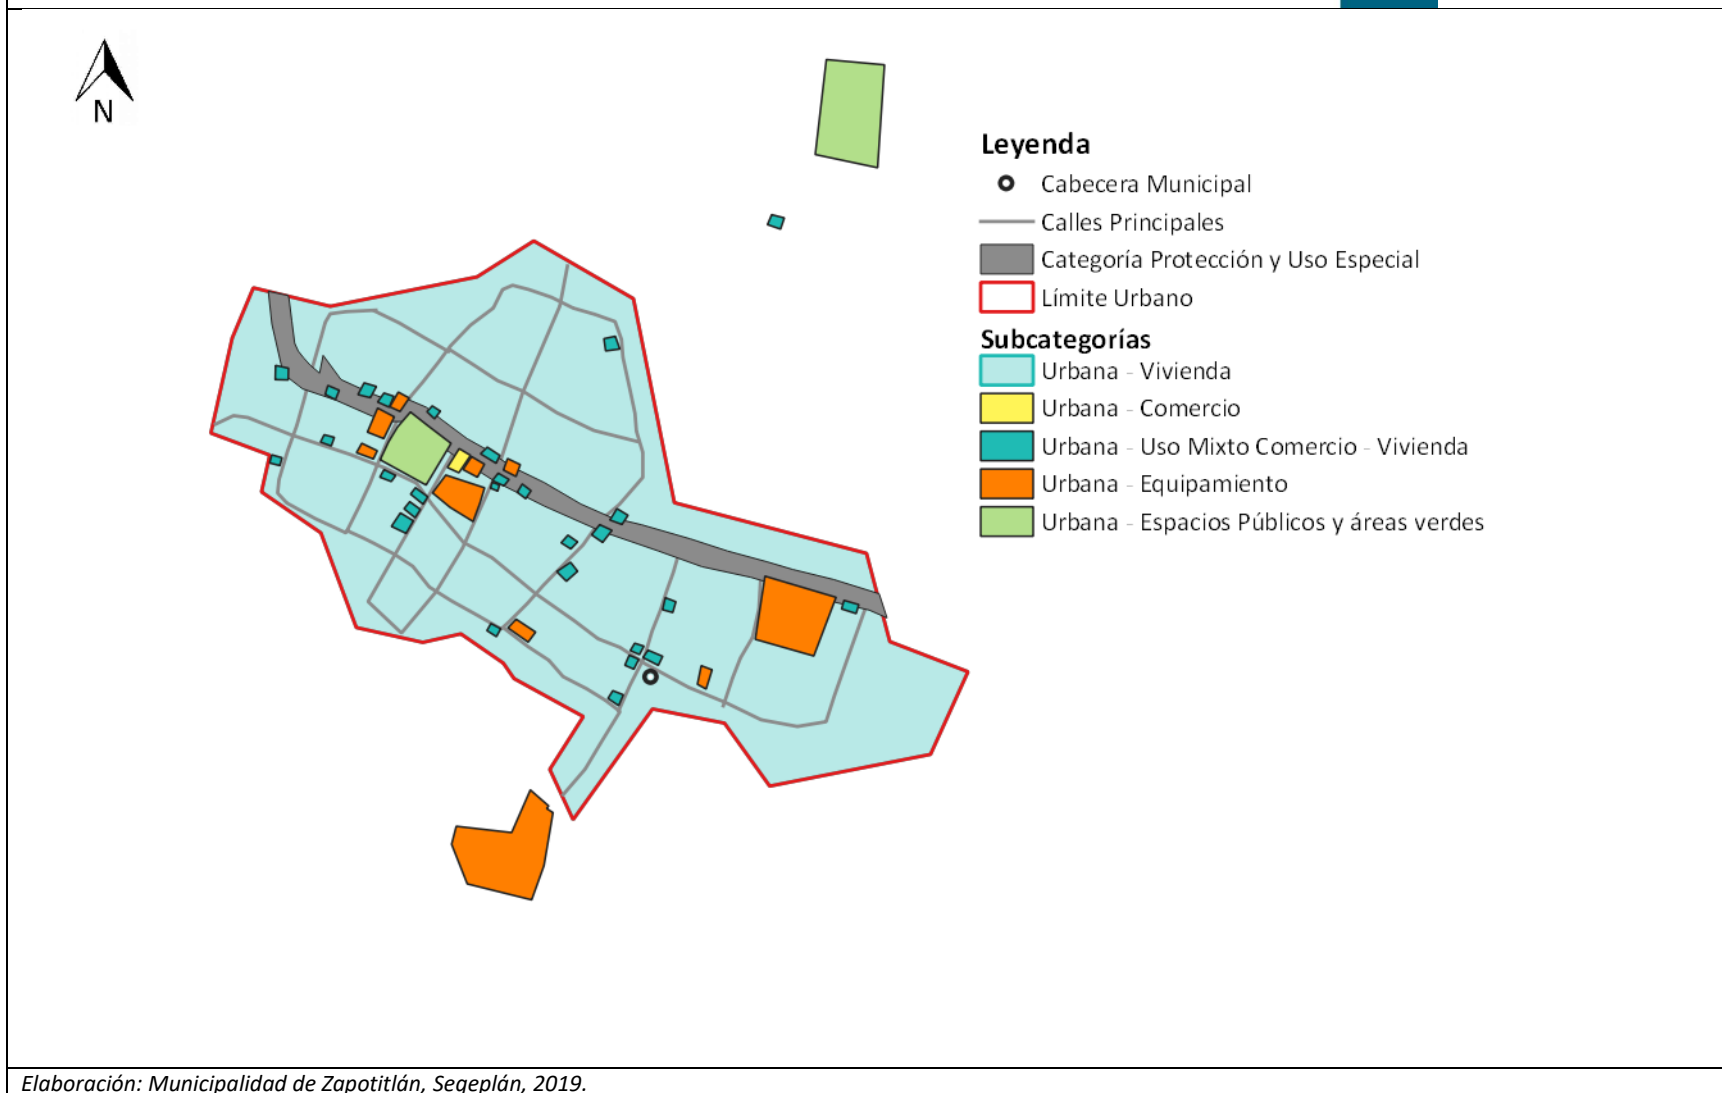 N
Leyenda
Cabecera Municipal
Calles Principales
Categoría Protección y Uso Especial
Límite Urbano
Subcategorías
Urbana - Vivienda
Urbana - Comercio
Urbana - Uso Mixto Comercio - Vivienda
Urbana - Equipamiento
Urbana - Espacios Públicos y áreas verdes
Elaboración: Municipalidad de Zapotitlán, Segeplán, 2019.